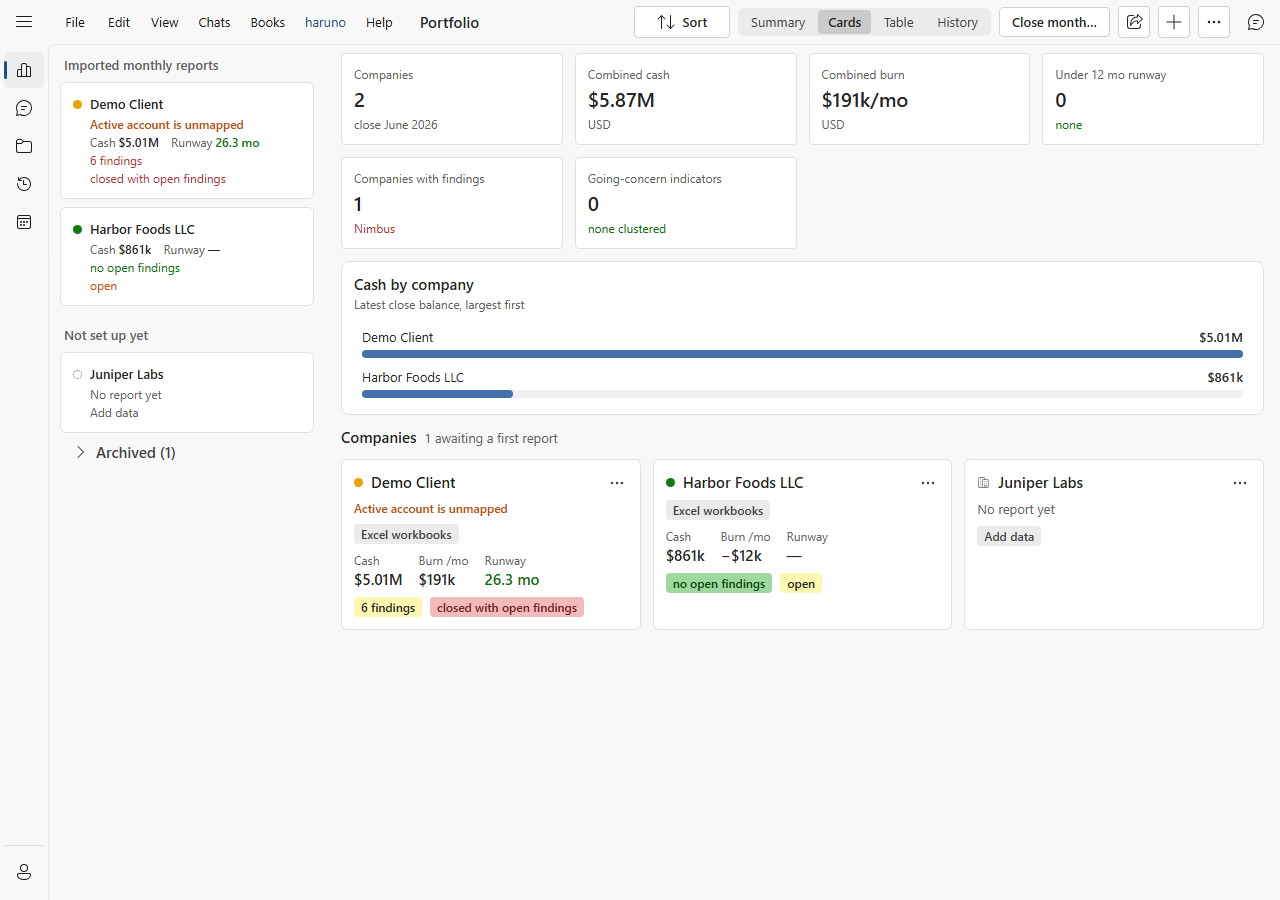 File Edit View Chats Books haruno Help Portfolio Sort Summary Cards Table History Close month...
Imported monthly reports
Demo Client
Active account is unmapped
Cash $5.01M Runway 26.3 mo
6 findings
closed with open findings
Harbor Foods LLC
Cash $861k Runway —
no open findings
open
Not set up yet
Juniper Labs
No report yet
Add data
Archived (1)
Companies
2
close June 2026
Combined cash
$5.87M
USD
Combined burn
$191k/mo
USD
Under 12 mo runway
0
none
Companies with findings
1
Nimbus
Going-concern indicators
0
none clustered
Cash by company
Latest close balance, largest first
Demo Client $5.01M
Harbor Foods LLC $861k
Companies 1 awaiting a first report
Demo Client
Active account is unmapped
Excel workbooks
Cash Burn /mo Runway
$5.01M $191k 26.3 mo
6 findings closed with open findings
Harbor Foods LLC
Excel workbooks
Cash Burn /mo Runway
$861k −$12k —
no open findings open
Juniper Labs
No report yet
Add data